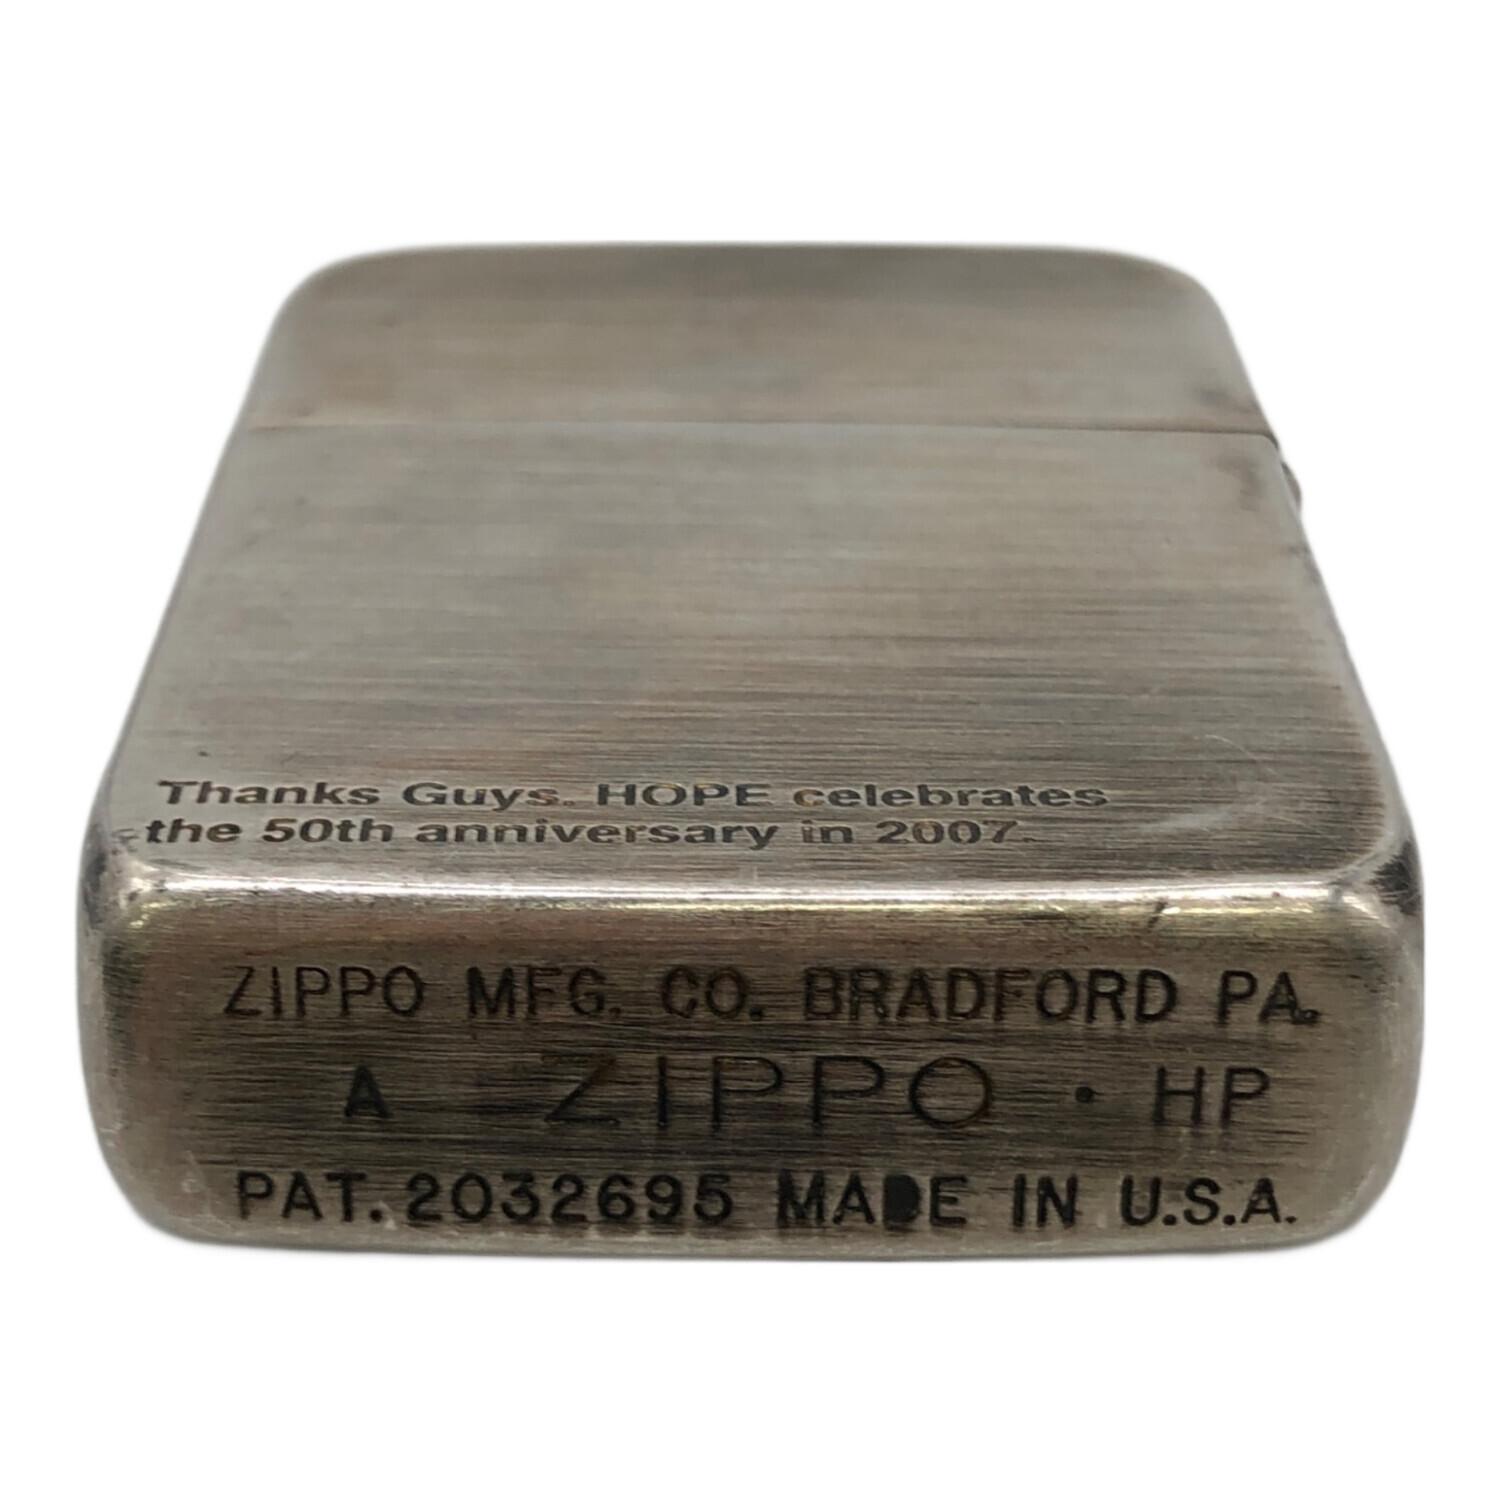 Thanks Guys. HOPE celebrates
the 50th anniversary in 2007.
ZIPPO MFG. CO. BRADFORD PA.
A ZIPPO · HP
PAT. 2032695 MADE IN U.S.A.